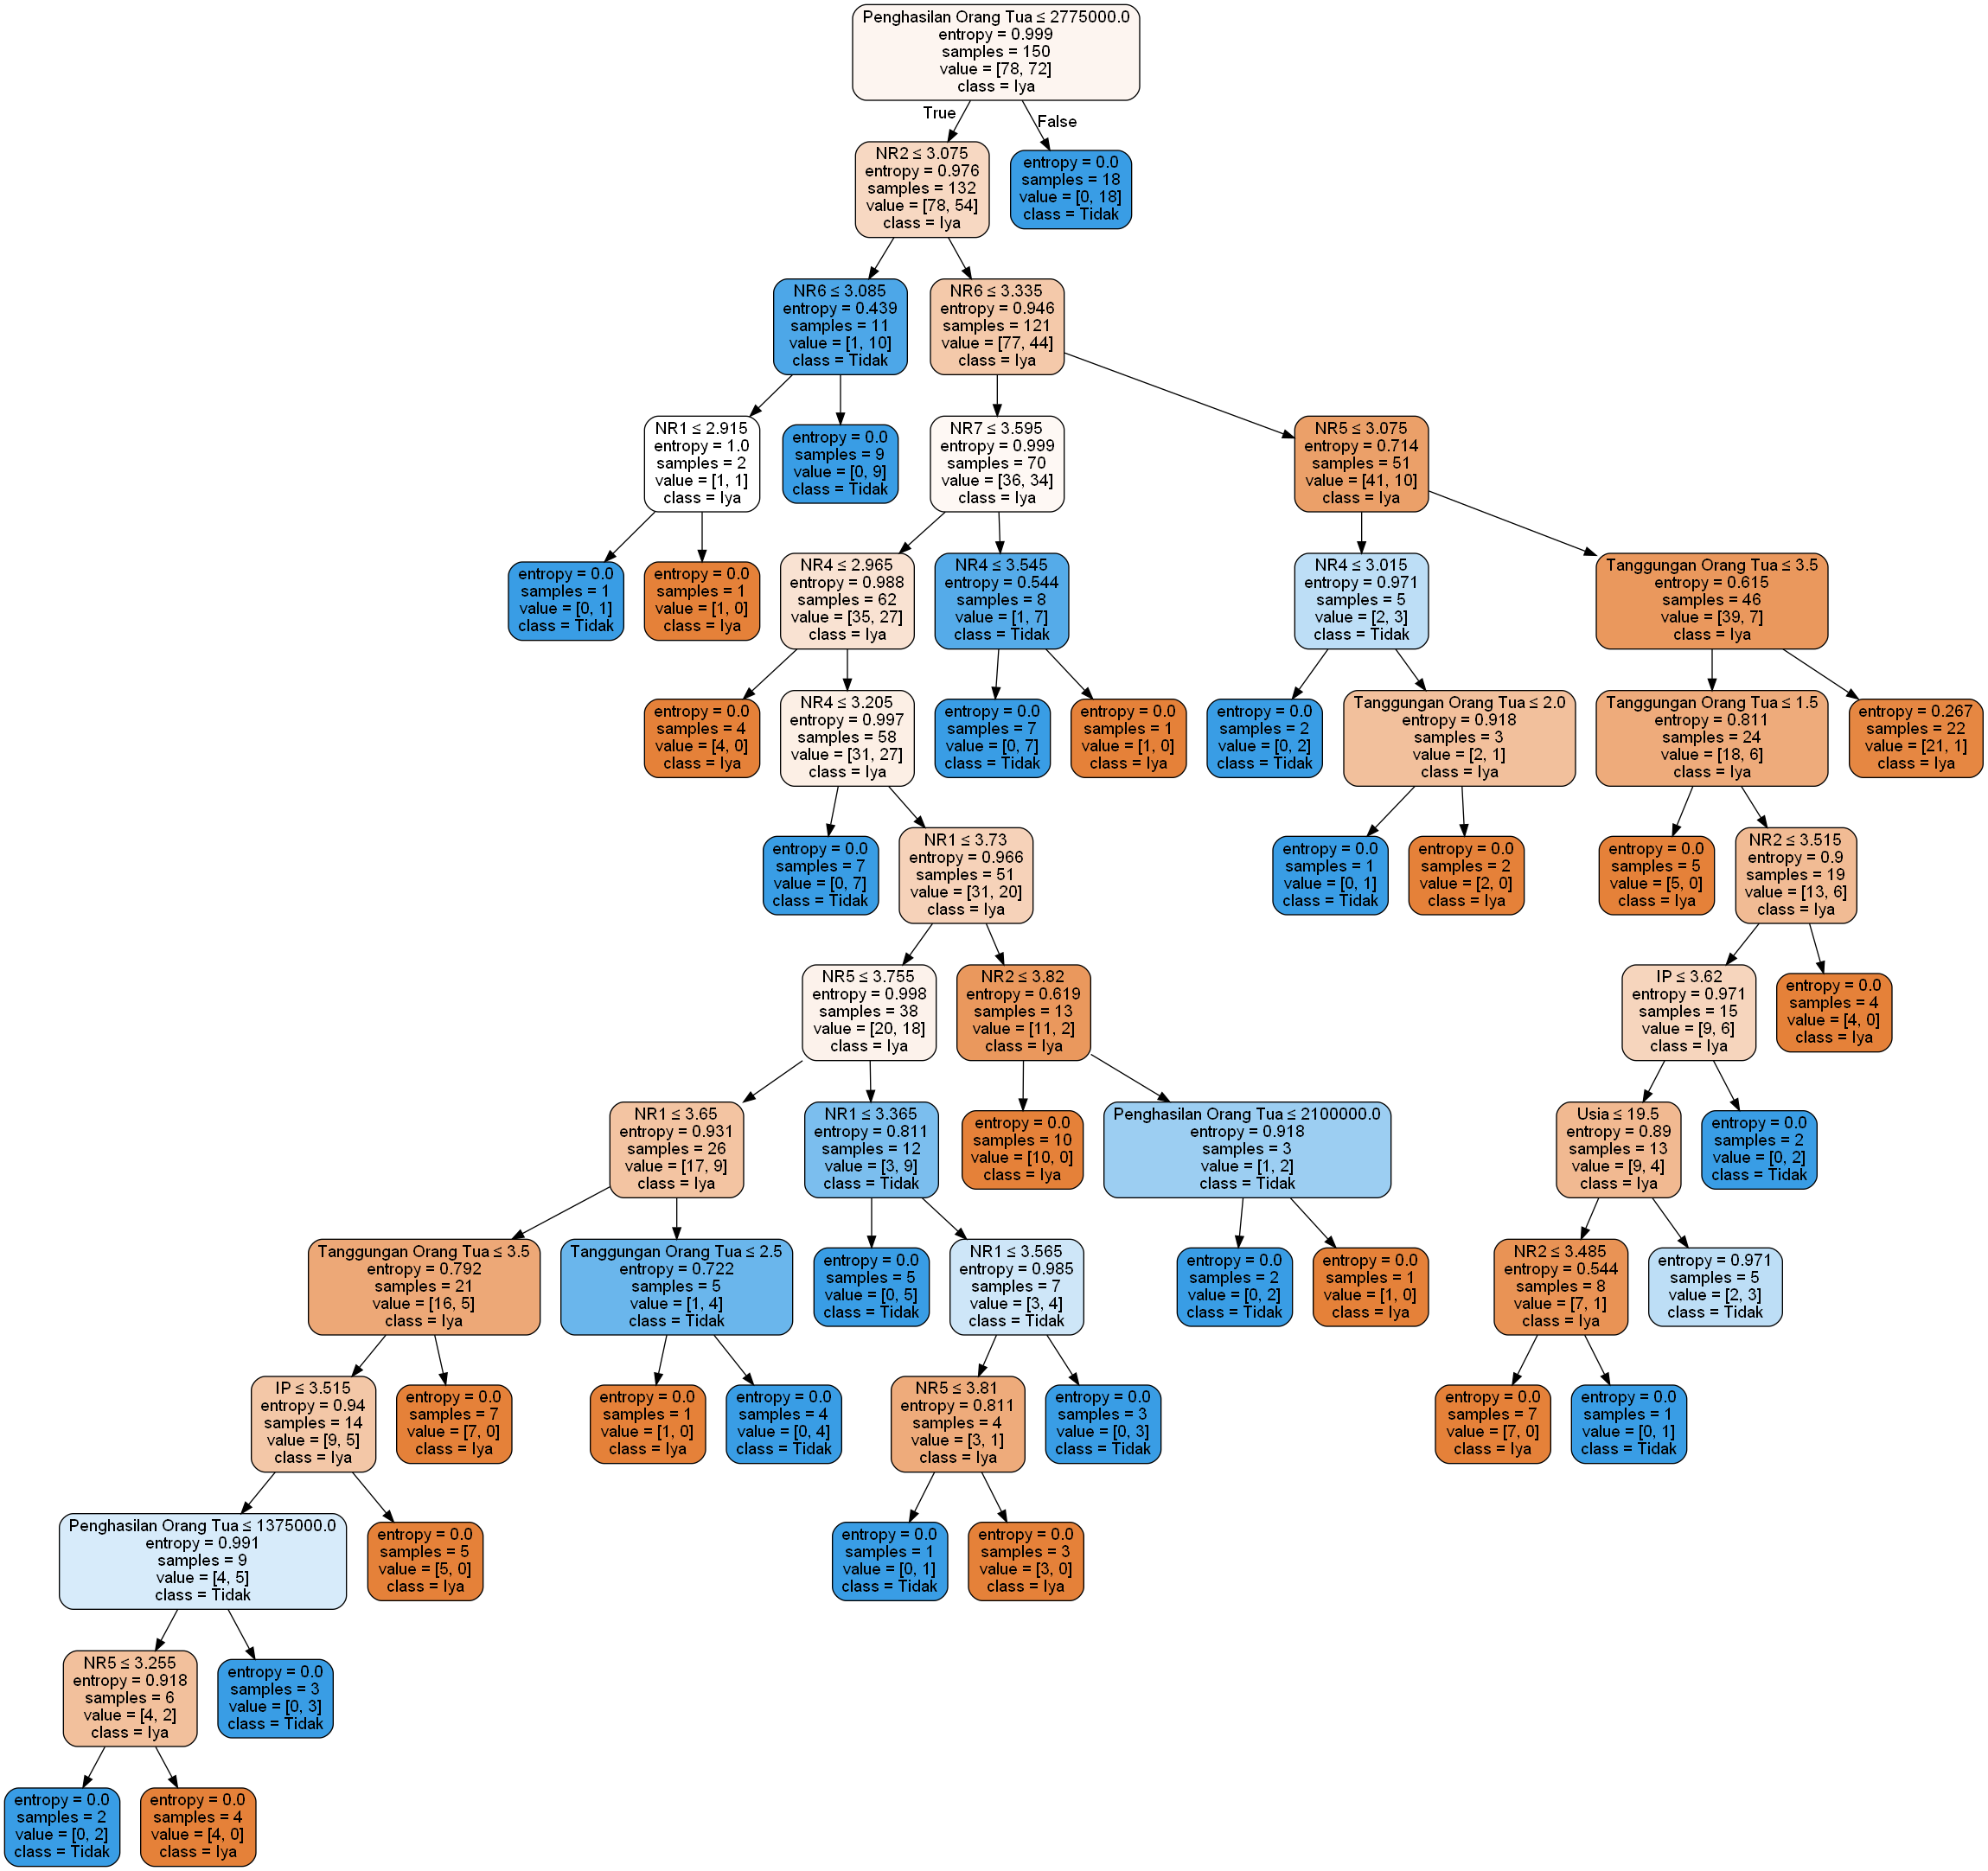 Penghasilan Orang Tua ≤ 2775000.0
entropy = 0.999
samples = 150
value = [78, 72]
class = Iya
True
False
NR2 ≤ 3.075
entropy = 0.976
samples = 132
value = [78, 54]
class = Iya
entropy = 0.0
samples = 18
value = [0, 18]
class = Tidak
NR6 ≤ 3.085
entropy = 0.439
samples = 11
value = [1, 10]
class = Tidak
NR6 ≤ 3.335
entropy = 0.946
samples = 121
value = [77, 44]
class = Iya
NR1 ≤ 2.915
entropy = 1.0
samples = 2
value = [1, 1]
class = Iya
entropy = 0.0
samples = 9
value = [0, 9]
class = Tidak
NR7 ≤ 3.595
entropy = 0.999
samples = 70
value = [36, 34]
class = Iya
NR5 ≤ 3.075
entropy = 0.714
samples = 51
value = [41, 10]
class = Iya
entropy = 0.0
samples = 1
value = [0, 1]
class = Tidak
entropy = 0.0
samples = 1
value = [1, 0]
class = Iya
NR4 ≤ 2.965
entropy = 0.988
samples = 62
value = [35, 27]
class = Iya
NR4 ≤ 3.545
entropy = 0.544
samples = 8
value = [1, 7]
class = Tidak
NR4 ≤ 3.015
entropy = 0.971
samples = 5
value = [2, 3]
class = Tidak
Tanggungan Orang Tua ≤ 3.5
entropy = 0.615
samples = 46
value = [39, 7]
class = Iya
entropy = 0.0
samples = 4
value = [4, 0]
class = Iya
NR4 ≤ 3.205
entropy = 0.997
samples = 58
value = [31, 27]
class = Iya
entropy = 0.0
samples = 7
value = [0, 7]
class = Tidak
entropy = 0.0
samples = 1
value = [1, 0]
class = Iya
entropy = 0.0
samples = 2
value = [0, 2]
class = Tidak
Tanggungan Orang Tua ≤ 2.0
entropy = 0.918
samples = 3
value = [2, 1]
class = Iya
Tanggungan Orang Tua ≤ 1.5
entropy = 0.811
samples = 24
value = [18, 6]
class = Iya
entropy = 0.267
samples = 22
value = [21, 1]
class = Iya
entropy = 0.0
samples = 7
value = [0, 7]
class = Tidak
NR1 ≤ 3.73
entropy = 0.966
samples = 51
value = [31, 20]
class = Iya
entropy = 0.0
samples = 1
value = [0, 1]
class = Tidak
entropy = 0.0
samples = 2
value = [2, 0]
class = Iya
entropy = 0.0
samples = 5
value = [5, 0]
class = Iya
NR2 ≤ 3.515
entropy = 0.9
samples = 19
value = [13, 6]
class = Iya
NR5 ≤ 3.755
entropy = 0.998
samples = 38
value = [20, 18]
class = Iya
NR2 ≤ 3.82
entropy = 0.619
samples = 13
value = [11, 2]
class = Iya
IP ≤ 3.62
entropy = 0.971
samples = 15
value = [9, 6]
class = Iya
entropy = 0.0
samples = 4
value = [4, 0]
class = Iya
NR1 ≤ 3.65
entropy = 0.931
samples = 26
value = [17, 9]
class = Iya
NR1 ≤ 3.365
entropy = 0.811
samples = 12
value = [3, 9]
class = Tidak
entropy = 0.0
samples = 10
value = [10, 0]
class = Iya
Penghasilan Orang Tua ≤ 2100000.0
entropy = 0.918
samples = 3
value = [1, 2]
class = Tidak
Usia ≤ 19.5
entropy = 0.89
samples = 13
value = [9, 4]
class = Iya
entropy = 0.0
samples = 2
value = [0, 2]
class = Tidak
Tanggungan Orang Tua ≤ 3.5
entropy = 0.792
samples = 21
value = [16, 5]
class = Iya
Tanggungan Orang Tua ≤ 2.5
entropy = 0.722
samples = 5
value = [1, 4]
class = Tidak
entropy = 0.0
samples = 5
value = [0, 5]
class = Tidak
NR1 ≤ 3.565
entropy = 0.985
samples = 7
value = [3, 4]
class = Tidak
entropy = 0.0
samples = 2
value = [0, 2]
class = Tidak
entropy = 0.0
samples = 1
value = [1, 0]
class = Iya
NR2 ≤ 3.485
entropy = 0.544
samples = 8
value = [7, 1]
class = Iya
entropy = 0.971
samples = 5
value = [2, 3]
class = Tidak
IP ≤ 3.515
entropy = 0.94
samples = 14
value = [9, 5]
class = Iya
entropy = 0.0
samples = 7
value = [7, 0]
class = Iya
entropy = 0.0
samples = 1
value = [1, 0]
class = Iya
entropy = 0.0
samples = 4
value = [0, 4]
class = Tidak
NR5 ≤ 3.81
entropy = 0.811
samples = 4
value = [3, 1]
class = Iya
entropy = 0.0
samples = 3
value = [0, 3]
class = Tidak
entropy = 0.0
samples = 7
value = [7, 0]
class = Iya
entropy = 0.0
samples = 1
value = [0, 1]
class = Tidak
Penghasilan Orang Tua ≤ 1375000.0
entropy = 0.991
samples = 9
value = [4, 5]
class = Tidak
entropy = 0.0
samples = 5
value = [5, 0]
class = Iya
entropy = 0.0
samples = 1
value = [0, 1]
class = Tidak
entropy = 0.0
samples = 3
value = [3, 0]
class = Iya
NR5 ≤ 3.255
entropy = 0.918
samples = 6
value = [4, 2]
class = Iya
entropy = 0.0
samples = 3
value = [0, 3]
class = Tidak
entropy = 0.0
samples = 2
value = [0, 2]
class = Tidak
entropy = 0.0
samples = 4
value = [4, 0]
class = Iya